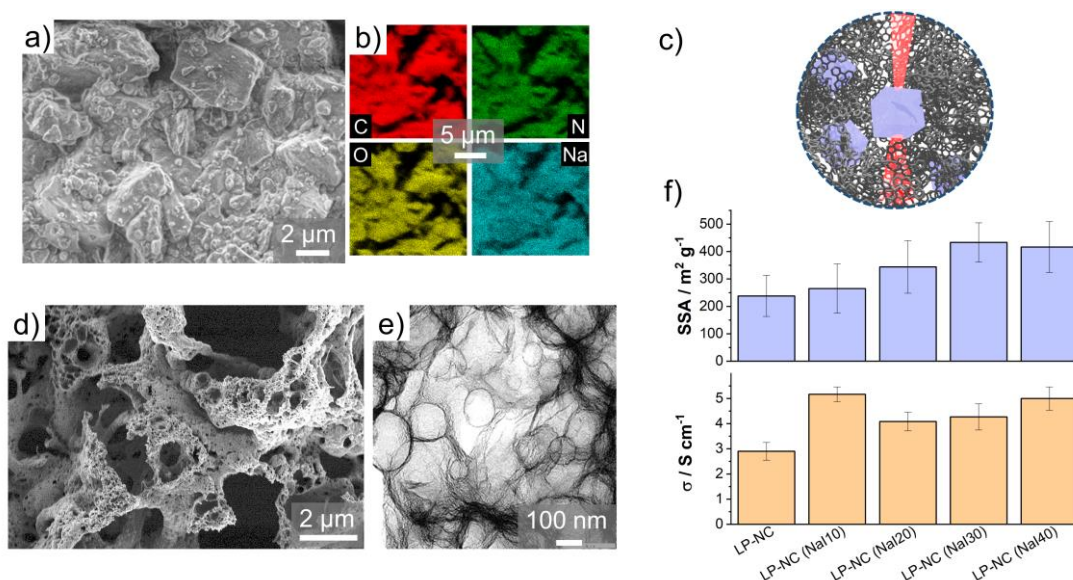 a)
2 µm
b)
C
N
5 µm
O
Na
c)
d)
2 µm
e)
100 nm
f)
SSA / m² g⁻¹
500
400
300
200
100
0
σ / S cm⁻¹
5
4
3
2
1
0
LP-NC
LP-NC (NaI10)
LP-NC (NaI20)
LP-NC (NaI30)
LP-NC (NaI40)